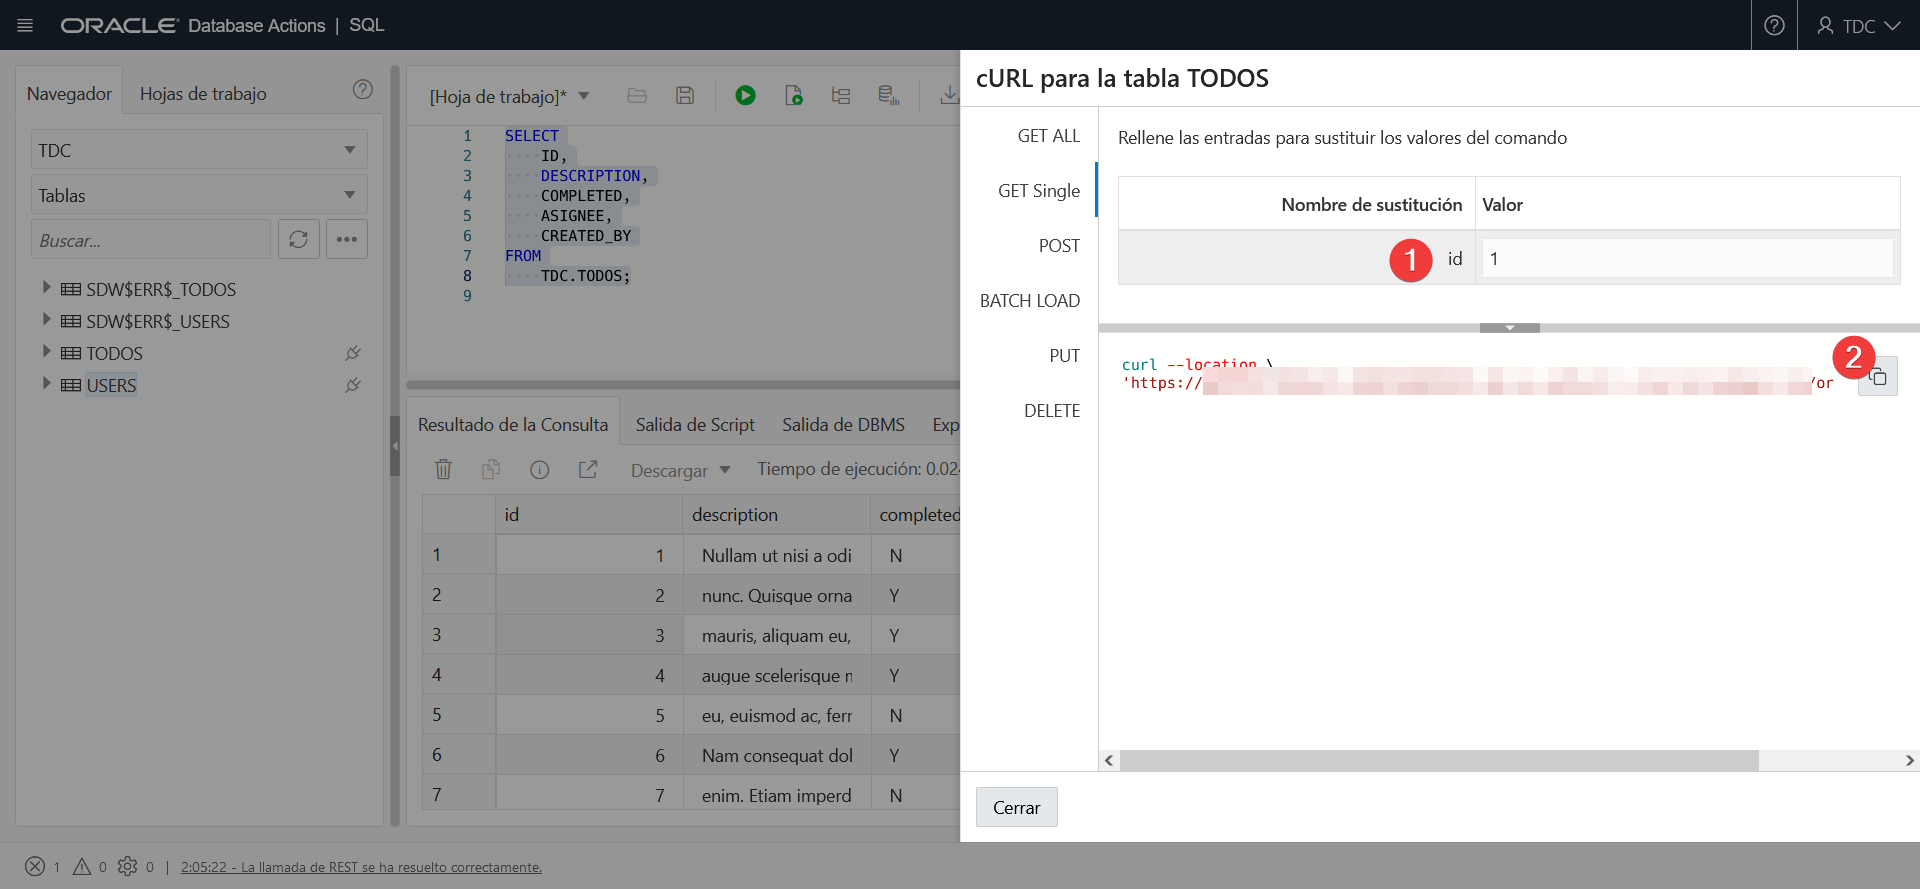 ORACLE Database Actions | SQL
TDC
Navegador
Hojas de trabajo
TDC
Tablas
Buscar...
SDW$ERR$_TODOS
SDW$ERR$_USERS
TODOS
USERS
[Hoja de trabajo]*
1 SELECT
2 ID,
3 DESCRIPTION,
4 COMPLETED,
5 ASIGNEE,
6 CREATED_BY
7 FROM
8 TDC.TODOS;
9
Resultado de la Consulta
Salida de Script
Salida de DBMS
Exp
Descargar
Tiempo de ejecución: 0.02
id description completed
1 1 Nullam ut nisi a odi N
2 2 nunc. Quisque orna Y
3 3 mauris, aliquam eu, Y
4 4 augue scelerisque Y
5 5 eu, euismod ac, ferr N
6 6 Nam consequat dol Y
7 7 enim. Etiam imperd N
cURL para la tabla TODOS
GET ALL
GET Single
POST
BATCH LOAD
PUT
DELETE
Rellene las entradas para sustituir los valores del comando
Nombre de sustitución Valor
1 id 1
2
curl --location \
'https://
/or
Cerrar
1 0 0 | 2:05:22 - La llamada de REST se ha resuelto correctamente.